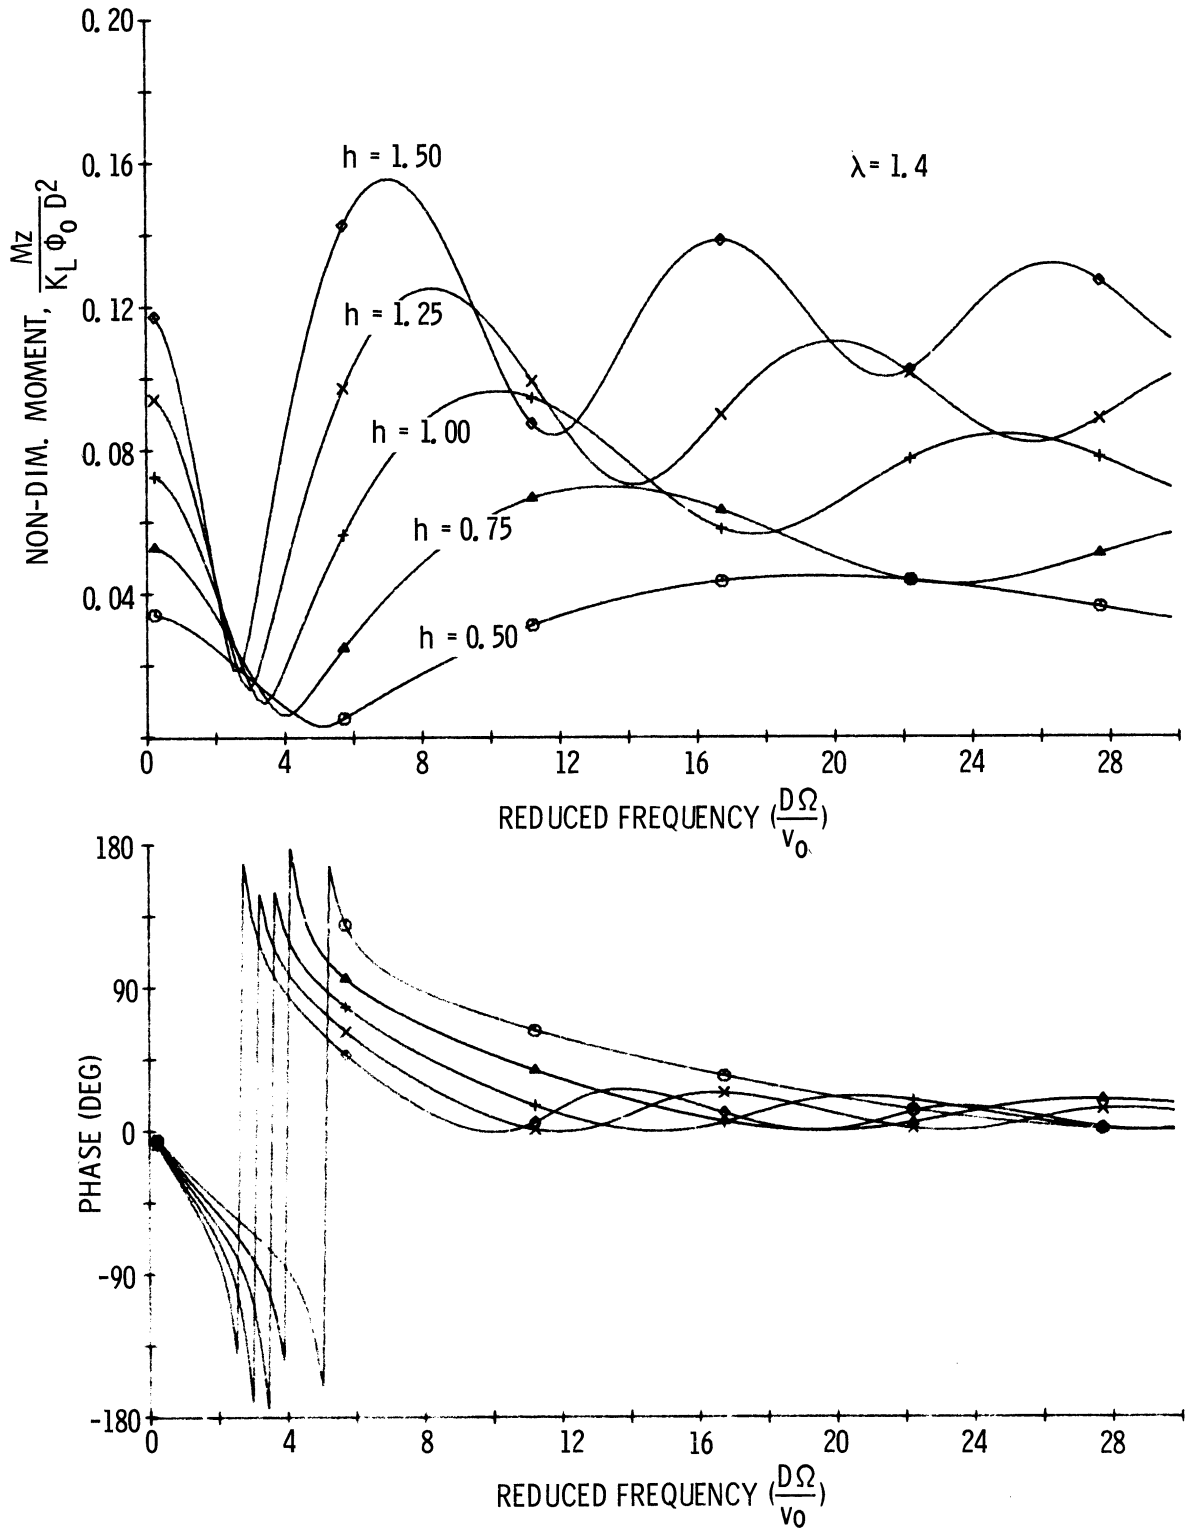 0.20
0.16
0.12
0.08
0.04
NON-DIM. MOMENT, Mz / K_L Φ_0 D²
h = 1.50
λ = 1.4
h = 1.25
h = 1.00
h = 0.75
h = 0.50
0 4 8 12 16 20 24 28
REDUCED FREQUENCY (DΩ / v_0)
180
90
0
-90
-180
PHASE (DEG)
0 4 8 12 16 20 24 28
REDUCED FREQUENCY (DΩ / v_0)